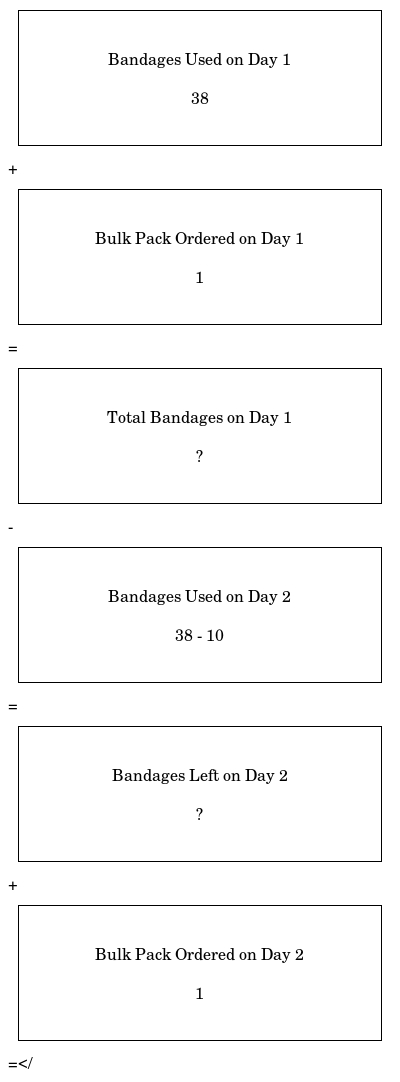 Bandages Used on Day 1
38
+
Bulk Pack Ordered on Day 1
1
=
Total Bandages on Day 1
?
-
Bandages Used on Day 2
38 - 10
=
Bandages Left on Day 2
?
+
Bulk Pack Ordered on Day 2
1
=</